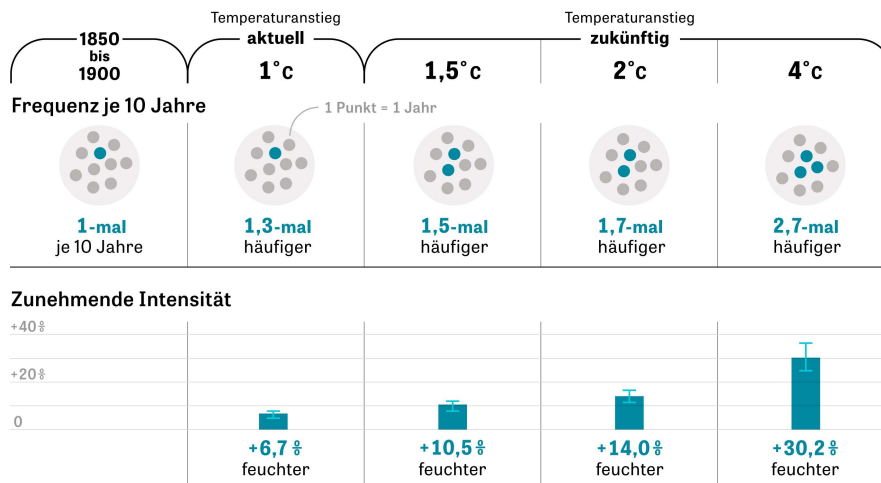 Temperaturanstieg
Temperaturanstieg
1850
bis
1900
aktuell
zukünftig
1°C
1,5°C
2°C
4°C
Frequenz je 10 Jahre
1 Punkt = 1 Jahr
1-mal
je 10 Jahre
1,3-mal
häufiger
1,5-mal
häufiger
1,7-mal
häufiger
2,7-mal
häufiger
Zunehmende Intensität
+40%
+20%
0
+6,7%
feuchter
+10,5%
feuchter
+14,0%
feuchter
+30,2%
feuchter